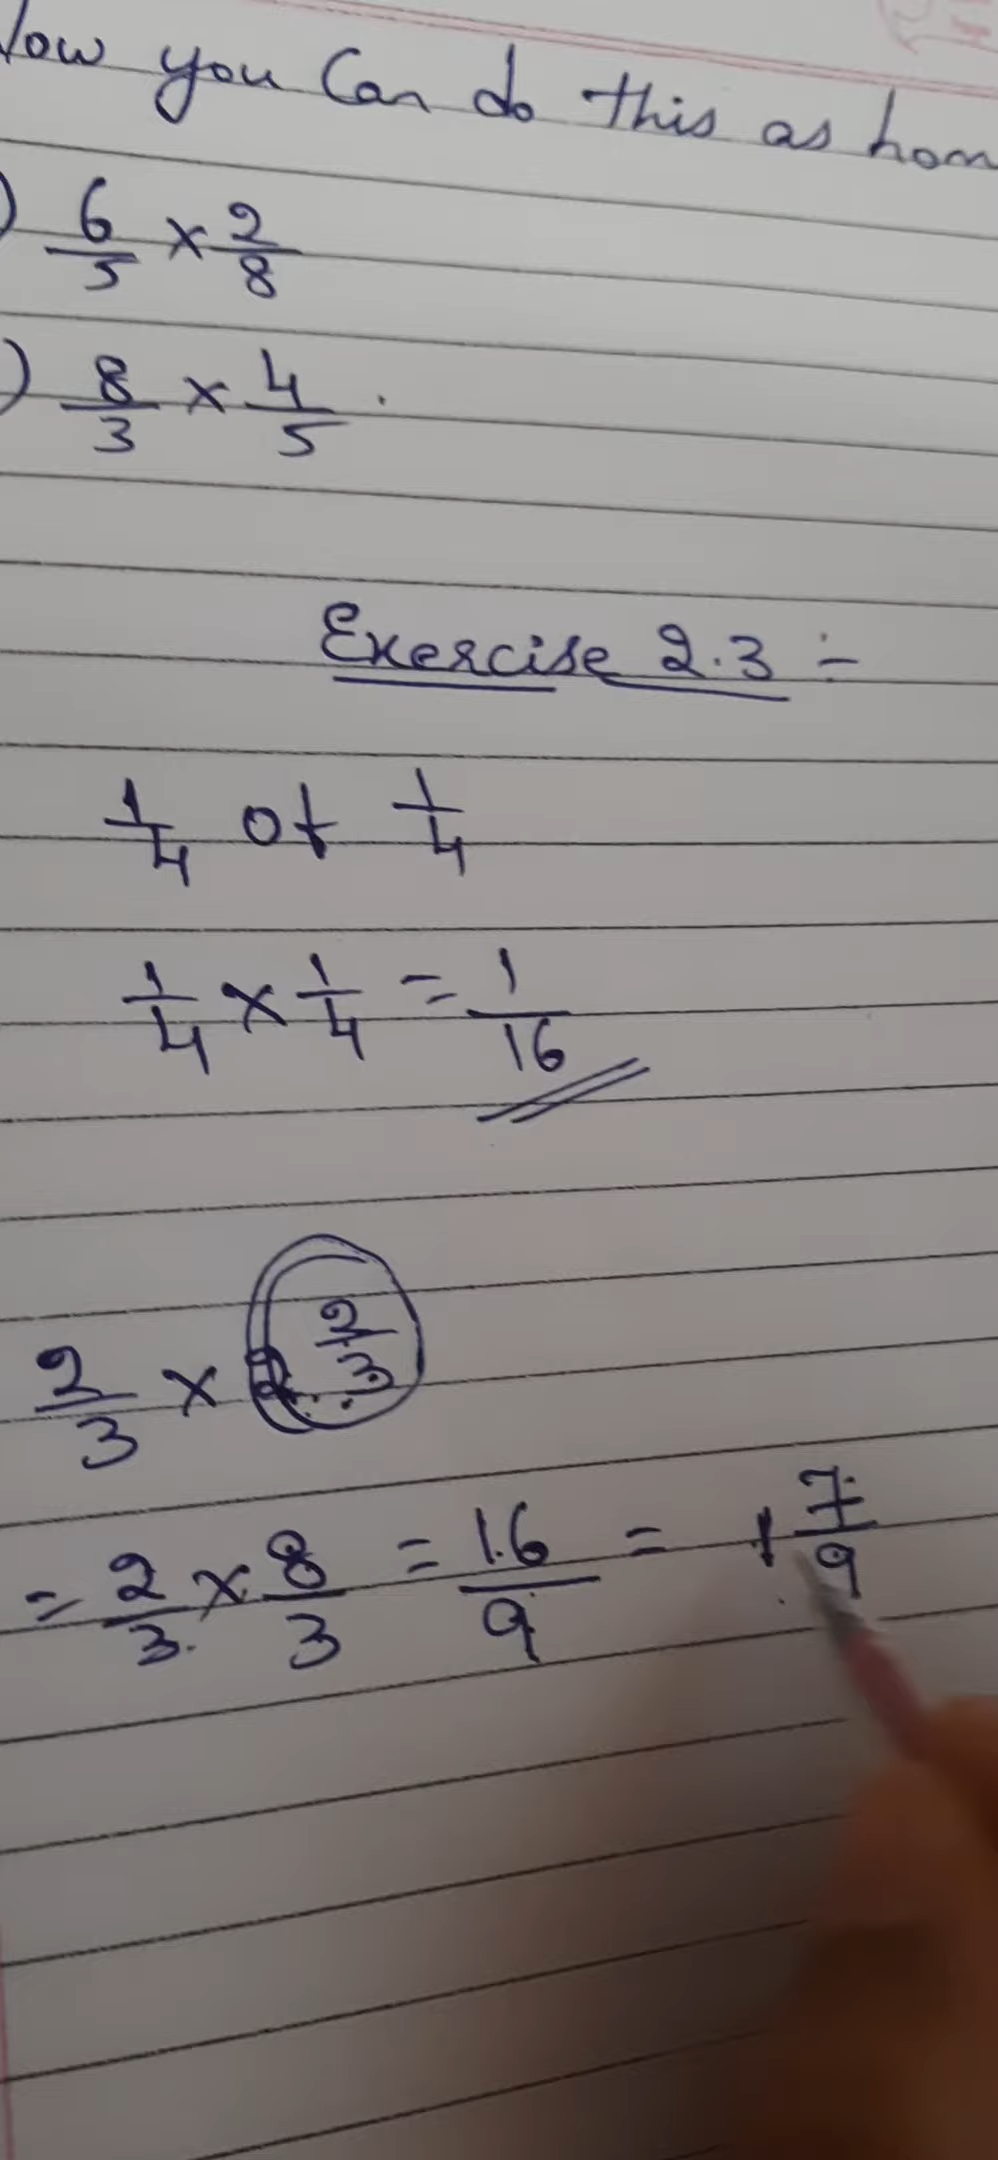 you Can do this as
) 6/5 × 2/8
) 8/3 × 4/5 .
Exercise 2.3 :-
1/4 of 1/4
1/4 × 1/4 = 1/16
2/3 × 2 2/3
= 2/3 × 8/3 = 16/9 = 1 7/9